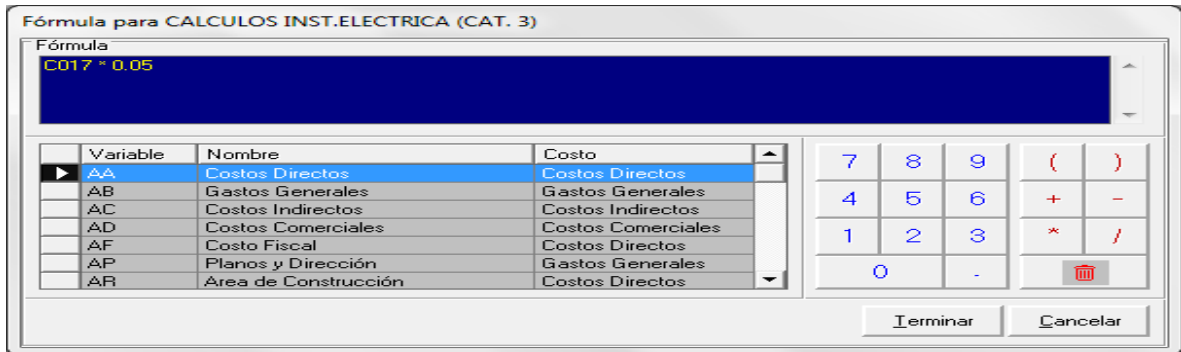 Fórmula para CALCULOS INST.ELECTRICA (CAT. 3)
Fórmula
C017 * 0.05
Variable Nombre Costo
AA Costos Directos Costos Directos
AB Gastos Generales Gastos Generales
AC Costos Indirectos Costos Indirectos
AD Costos Comerciales Costos Comerciales
AF Costo Fiscal Costos Directos
AP Planos y Dirección Gastos Generales
AR Area de Construcción Costos Directos
7 8 9 ( )
4 5 6 + -
1 2 3 * /
0 .
Terminar Cancelar